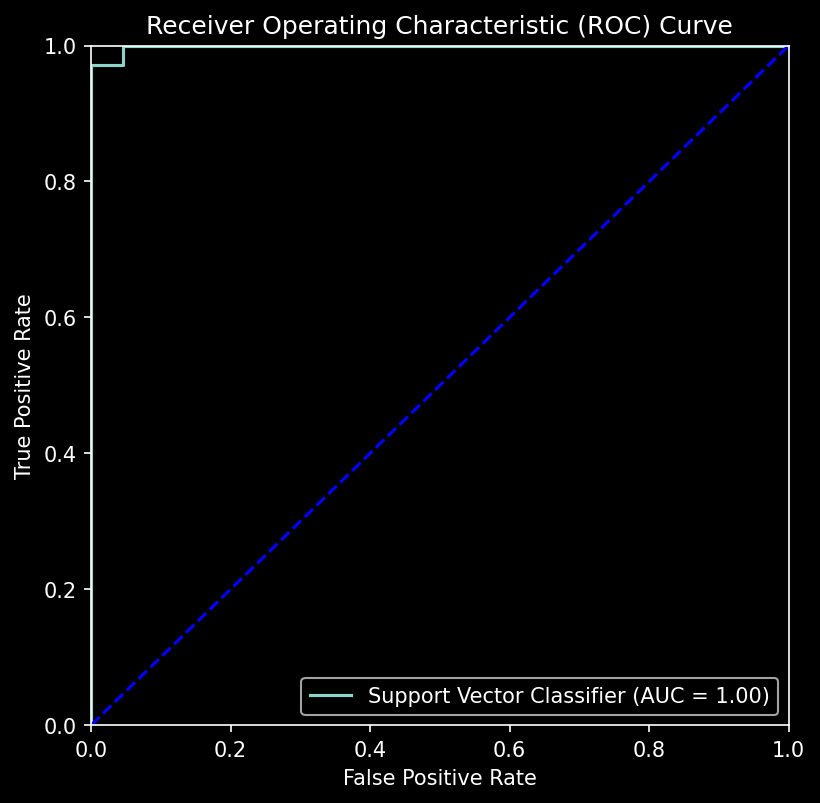 Receiver Operating Characteristic (ROC) Curve
1.0
0.8
0.6
0.4
0.2
0.0
True Positive Rate
Support Vector Classifier (AUC = 1.00)
0.0 0.2 0.4 0.6 0.8 1.0
False Positive Rate